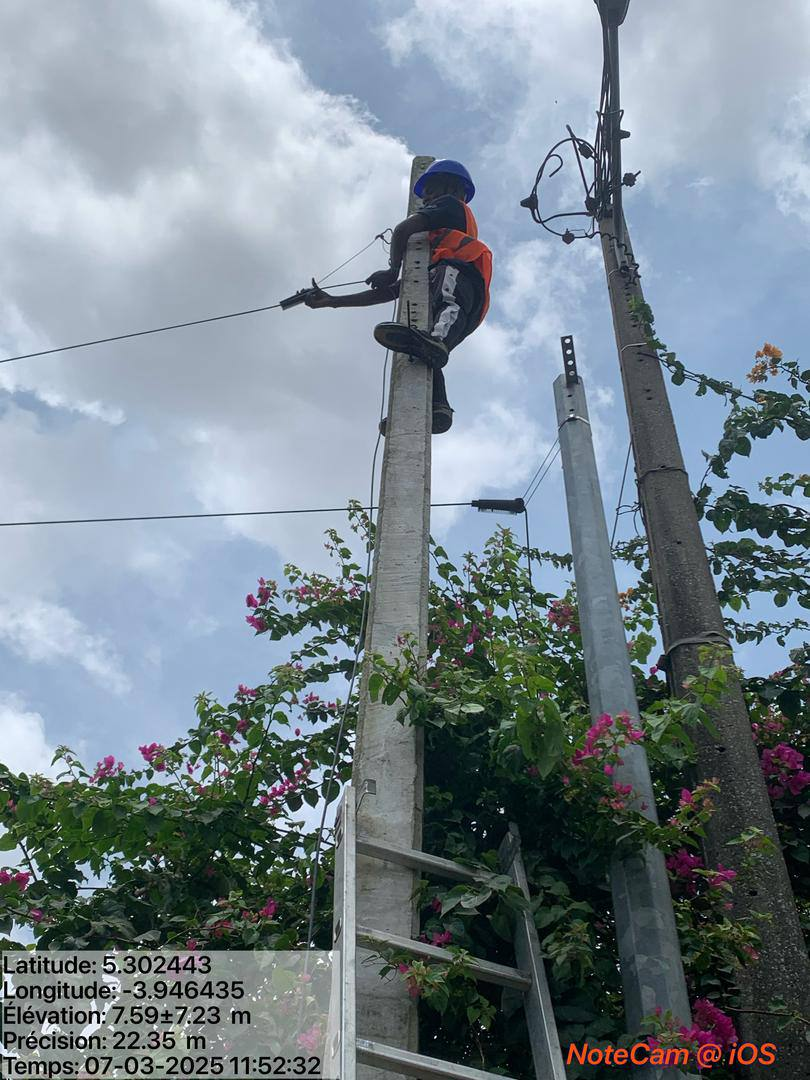 Latitude: 5.302443
Longitude: -3.946435
Élévation: 7.59±7.23 m
Précision: 22.35 m
Temps: 07-03-2025 11:52:32
NoteCam @ iOS